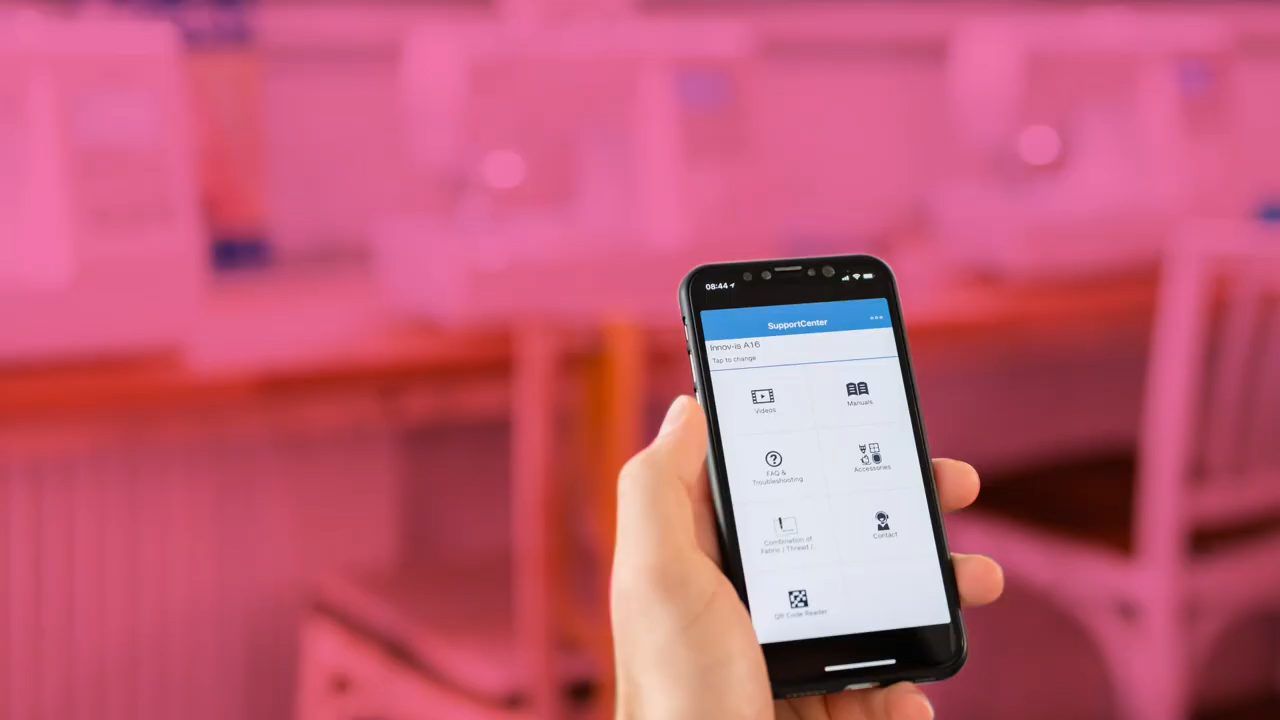 08:44
SupportCenter
Innov-is A16
Tap to change
Videos
Manuals
FAQ &
Troubleshooting
Accessories
Combination of
Fabric / Thread /...
Contact
QR Code Reader